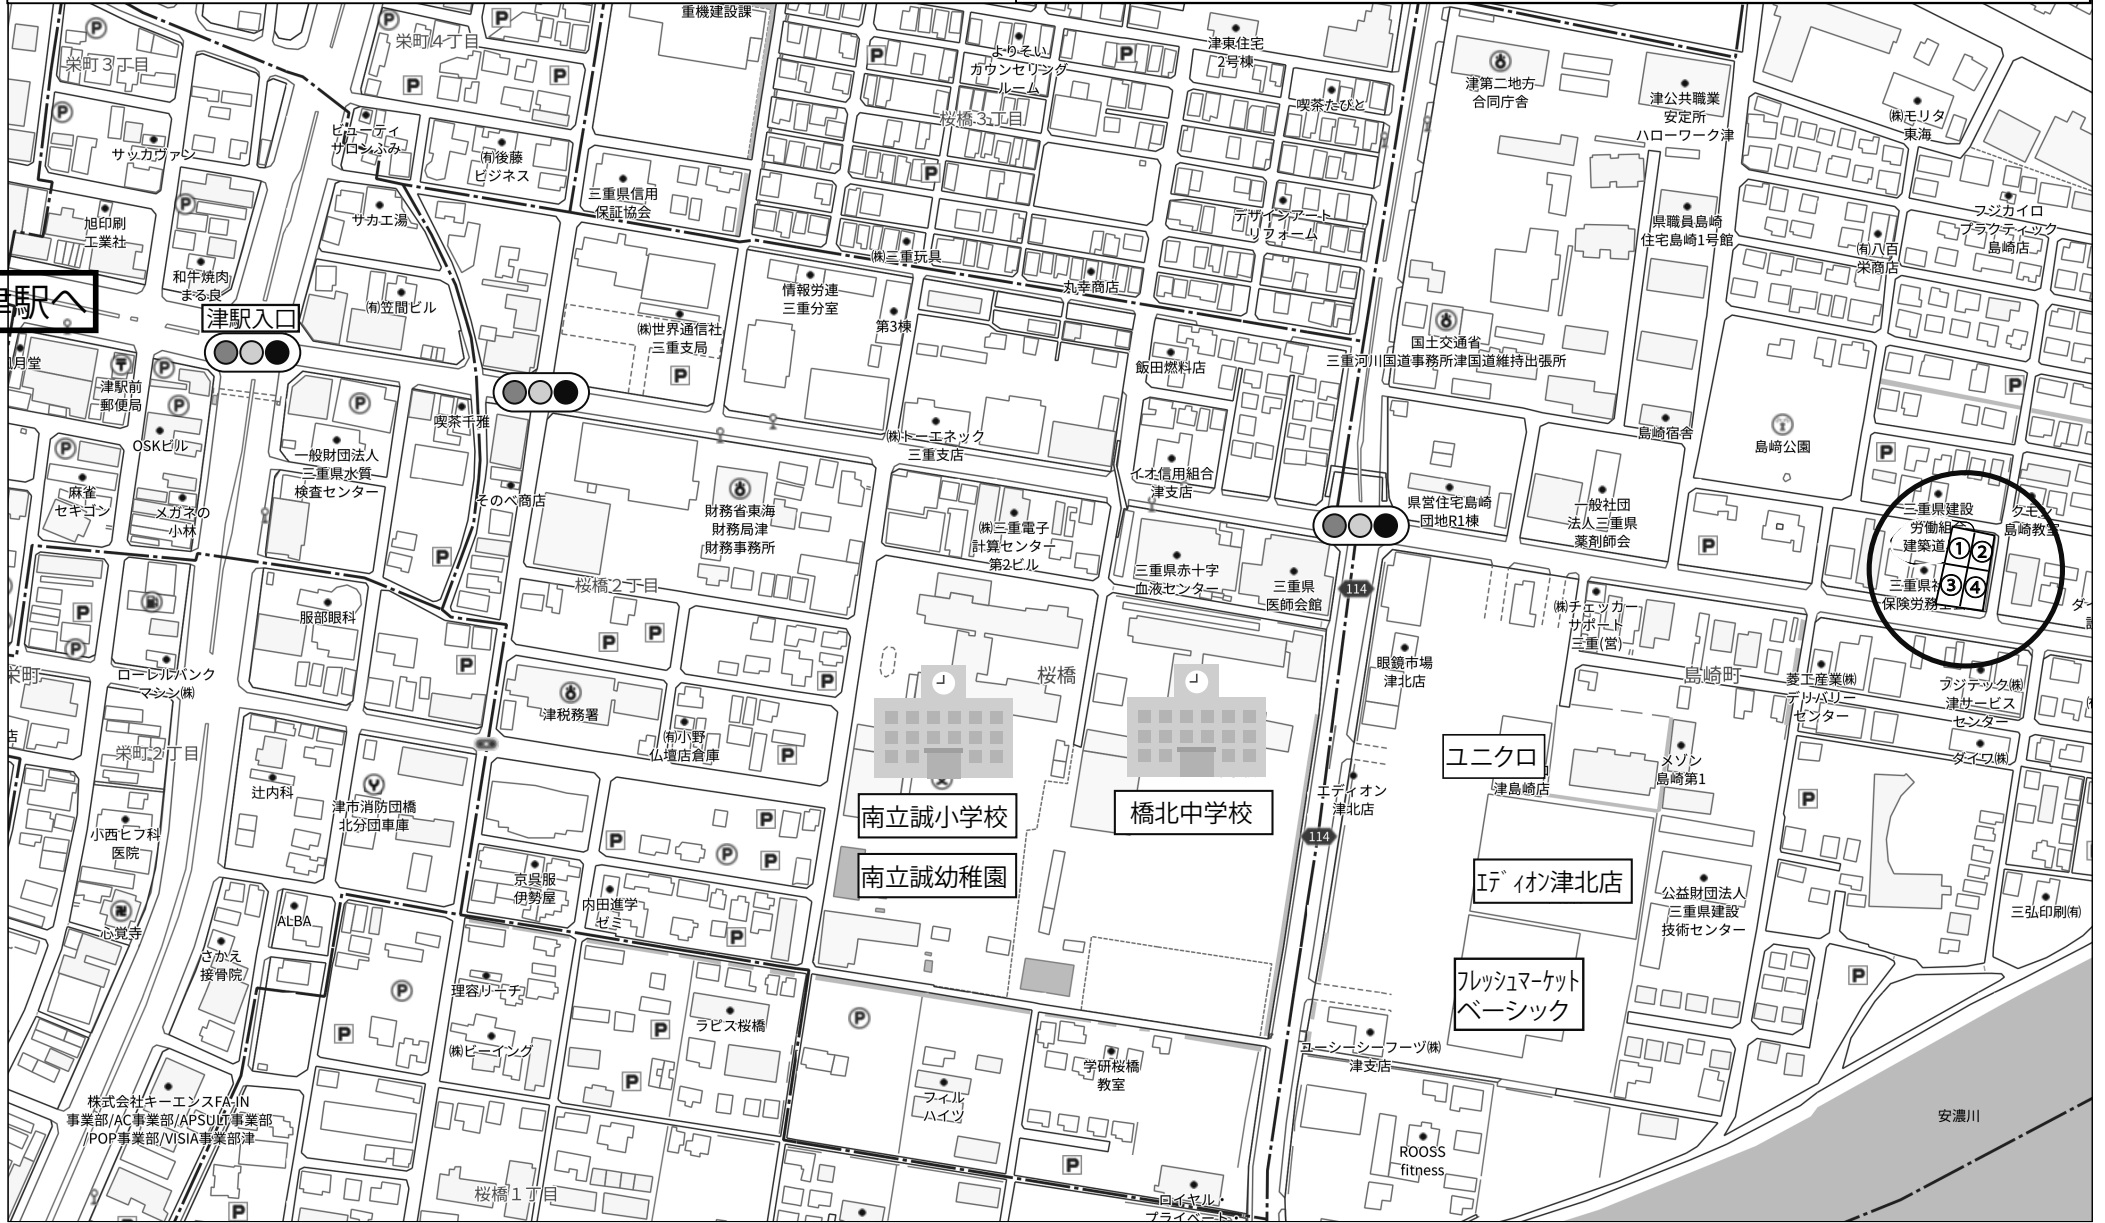 重機建設課
栄町4丁目
栄町3丁目
よりそい
カウンセリング
ルーム
津東住宅
2号棟
津第二地方
合同庁舎
津公共職業
安定所
ハローワーク津
㈱モリタ
東海
喫茶たびと
桜橋3丁目
ビューティ
サロンふみ
サッカヴァン
㈲後藤
ビジネス
三重県信用
保証協会
サカエ湯
旭印刷
工業社
デザインアート
リフォーム
県職員島崎
住宅島崎1号館
フジカイロ
プラクティック
島崎店
㈲八百
栄商店
㈱三重玩具
和牛焼肉
まる良
㈲笠間ビル
情報労連
三重分室
第3棟
丸幸商店
駅へ
津駅入口
㈱世界通信社
三重支局
国土交通省
三重河川国道事務所津国道維持出張所
飯田燃料店
月堂
津駅前
郵便局
喫茶千雅
OSKビル
㈱トーエネック
三重支店
島崎宿舎
島崎公園
一般財団法人
三重県水質
検査センター
麻雀
セキゴン
メガネの
小林
そのべ商店
財務省東海
財務局津
財務事務所
㈱三重電子
計算センター
第2ビル
イオ信用組合
津支店
県営住宅島崎
団地R1棟
一般社団
法人三重県
薬剤師会
三重県建設
労働組合
建築道
クモン
島崎教室
①②
③④
三重県社
保険労務士会
三重県赤十字
血液センター
三重県
医師会館
114
桜橋2丁目
服部眼科
㈱チェッカー
サポート
三重(営)
眼鏡市場
津北店
島崎町
菱工産業㈱
デリバリー
センター
フジテック㈱
津サービス
センター
ダイワ㈱
栄町
ローレルバンク
マシン㈱
桜橋
津税務署
㈲小野
仏壇店倉庫
栄町2丁目
辻内科
津市消防団橋
北分団車庫
ユニクロ
津島崎店
メゾン
島崎第1
エディオン
津北店
南立誠小学校
橋北中学校
114
小西ヒフ科
医院
南立誠幼稚園
エディオン津北店
京呉服
伊勢屋
内田進学
ゼミ
公益財団法人
三重県建設
技術センター
三弘印刷㈲
ALBA
心覚寺
さかえ
接骨院
理容リーチ
フレッシュマーケット
ベーシック
ラピス桜橋
㈱ビーイング
学研桜橋
教室
ユーシーシーフーヅ㈱
津支店
フイル
ハイツ
株式会社キーエンスFA-IN
事業部/AC事業部/APSULT事業部
/POP事業部/VISIA事業部津
安濃川
ROOSS
fitness
桜橋1丁目
ロイヤル・
プライベート・